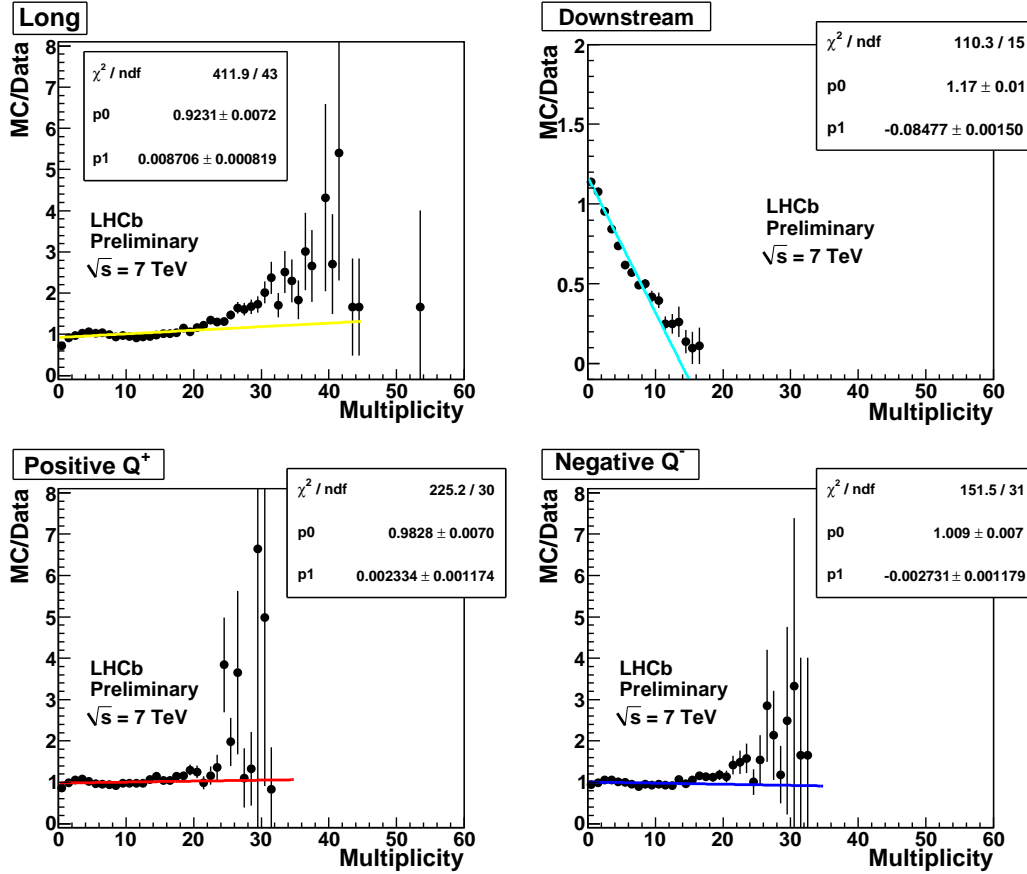 Long
MC/Data
8
7
6
5
4
3
2
1
0
χ² / ndf 411.9 / 43
p0 0.9231 ± 0.0072
p1 0.008706 ± 0.000819
LHCb
Preliminary
√s = 7 TeV
0 10 20 30 40 50 60
Multiplicity
Downstream
MC/Data
2
1.5
1
0.5
0
χ² / ndf 110.3 / 15
p0 1.17 ± 0.01
p1 -0.08477 ± 0.00150
LHCb
Preliminary
√s = 7 TeV
0 10 20 30 40 50 60
Multiplicity
Positive Q⁺
MC/Data
8
7
6
5
4
3
2
1
0
χ² / ndf 225.2 / 30
p0 0.9828 ± 0.0070
p1 0.002334 ± 0.001174
LHCb
Preliminary
√s = 7 TeV
0 10 20 30 40 50 60
Multiplicity
Negative Q⁻
MC/Data
8
7
6
5
4
3
2
1
0
χ² / ndf 151.5 / 31
p0 1.009 ± 0.007
p1 -0.002731 ± 0.001179
LHCb
Preliminary
√s = 7 TeV
0 10 20 30 40 50 60
Multiplicity